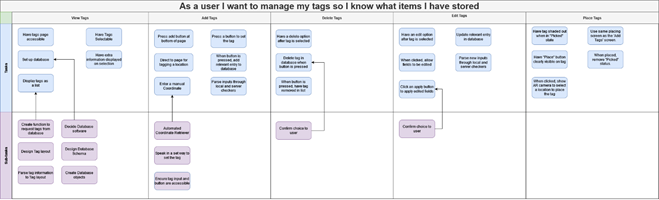 As a user I want to manage my tags so I know what items I have stored
View Tags
Add Tags
Delete Tags
Edit Tags
Place Tags
Tasks
Have tags page
accessible
Have Tags
Selectable
Set up database
Have extra
information displayed
on selection
Display tags as
a list
Press add button at
bottom of page
Press a button to set
the tag
Direct to page for
tagging a location
When button is
pressed, add
relevant entry to
database
Enter a manual
Coordinate
Parse inputs through
local and server
checkers
Have a delete option
after tag is selected
Delete tag in
database when
button is pressed
When button is
pressed, have tag
removed in list
Have an edit option
after tag is selected
Update relevant entry
in database
When clicked, allow
fields to be edited
Parse new inputs
through local and
server checkers
Click an apply button
to apply edited fields
Have tag shaded out
when in "Picked"
state
Use same placing
screen as the 'Add
Tags' screen
Have "Place" button
clearly visible on tag
When placed,
remove "Picked"
status.
When clicked, show
AR camera to select
a location to place
the tag
Sub-tasks
Create function to
request tags from
database
Decide Database
software
Design Tag layout
Design Database
Schema
Parse tag information
to Tag layout
Create Database
objects
Automated
Coordinate Retriever
Speak in a set way to
set the tag
Ensure tag input and
button are accessible
Confirm choice to
user
Confirm choice to
user